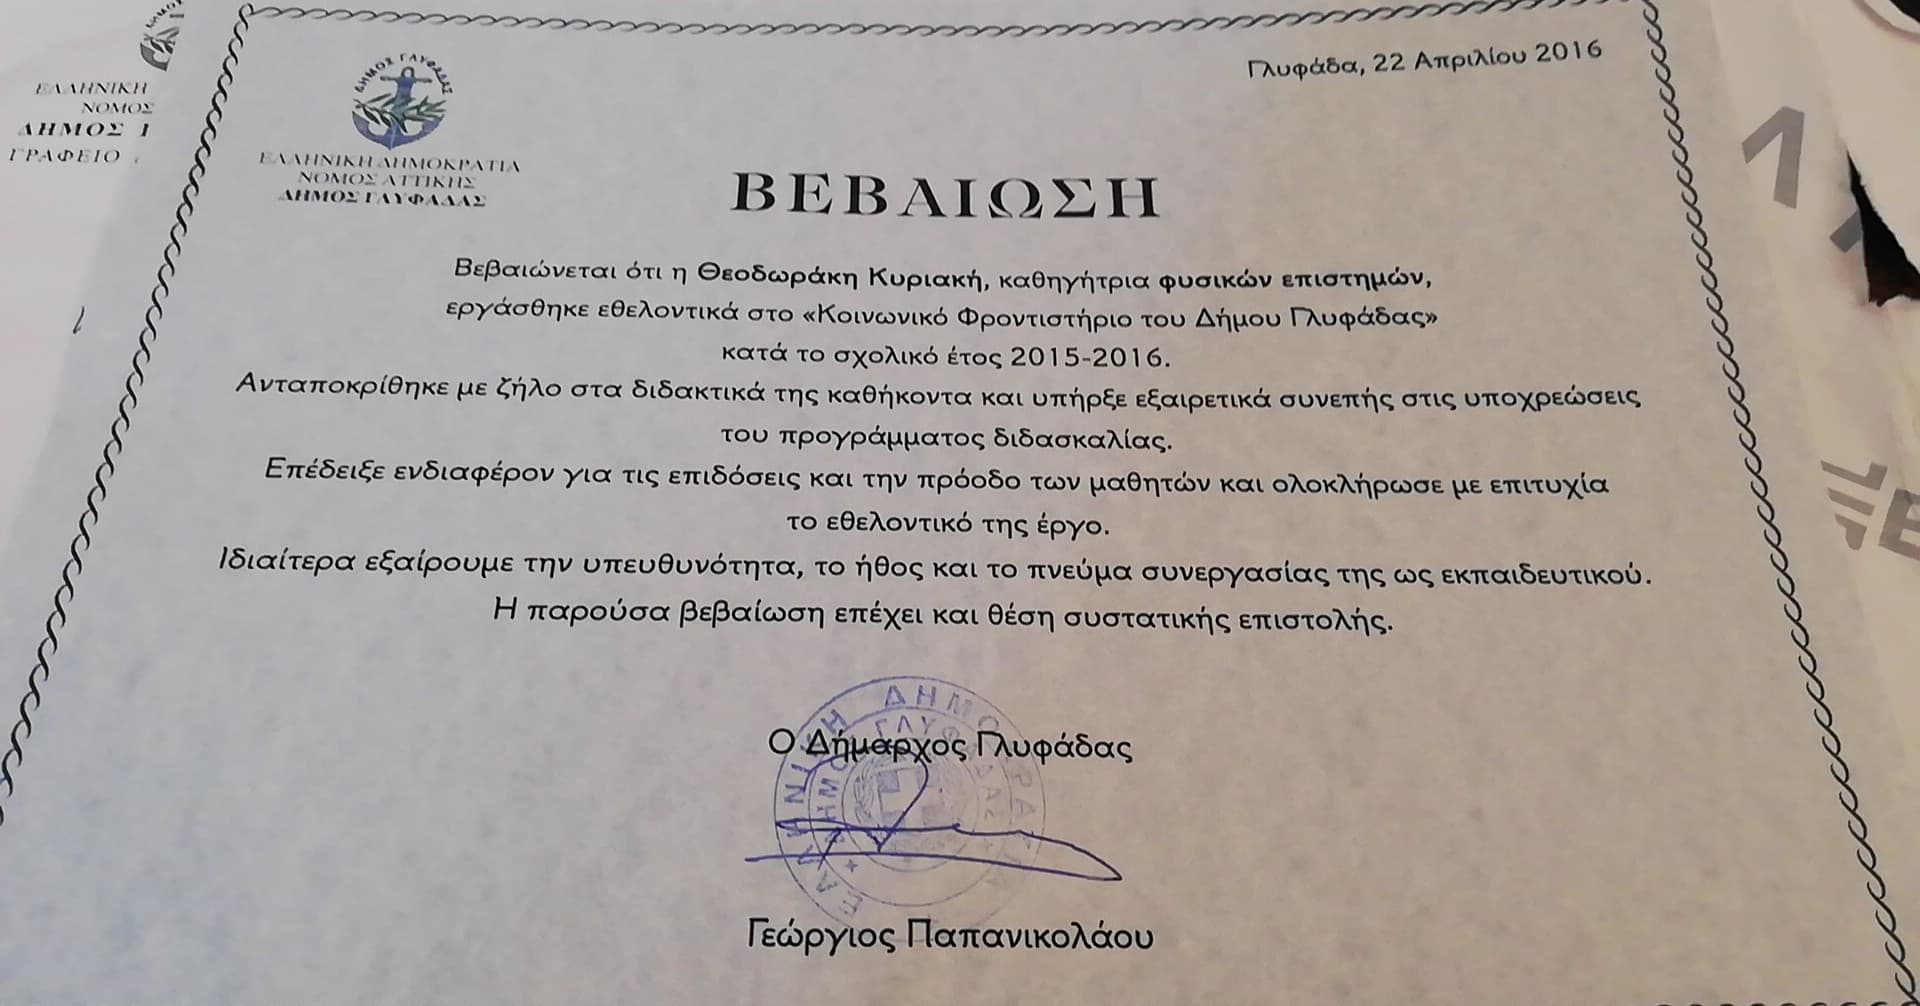 ΔΗΜΟΣ ΓΛΥΦΑΔΑΣ
ΕΛΛΗΝΙΚΗ ΔΗΜΟΚΡΑΤΙΑ
ΝΟΜΟΣ ΑΤΤΙΚΗΣ
ΔΗΜΟΣ ΓΛΥΦΑΔΑΣ
Γλυφάδα, 22 Απριλίου 2016
ΕΛΛΗΝΙΚΗ
ΝΟΜΟΣ
ΔΗΜΟΣ
ΓΡΑΦΕΙΟ
ΒΕΒΑΙΩΣΗ
Βεβαιώνεται ότι η Θεοδωράκη Κυριακή, καθηγήτρια φυσικών επιστημών,
εργάσθηκε εθελοντικά στο «Κοινωνικό Φροντιστήριο του Δήμου Γλυφάδας»
κατά το σχολικό έτος 2015-2016.
Ανταποκρίθηκε με ζήλο στα διδακτικά της καθήκοντα και υπήρξε εξαιρετικά συνεπής στις υποχρεώσεις
του προγράμματος διδασκαλίας.
Επέδειξε ενδιαφέρον για τις επιδόσεις και την πρόοδο των μαθητών και ολοκλήρωσε με επιτυχία
το εθελοντικό της έργο.
Ιδιαίτερα εξαίρουμε την υπευθυνότητα, το ήθος και το πνεύμα συνεργασίας της ως εκπαιδευτικού.
Η παρούσα βεβαίωση επέχει και θέση συστατικής επιστολής.
Ο Δήμαρχος Γλυφάδας
ΕΛΛΗΝΙΚΗ ΔΗΜΟΚΡΑΤΙΑ
ΔΗΜΟΣ ΓΛΥΦΑΔΑΣ
Γεώργιος Παπανικολάου